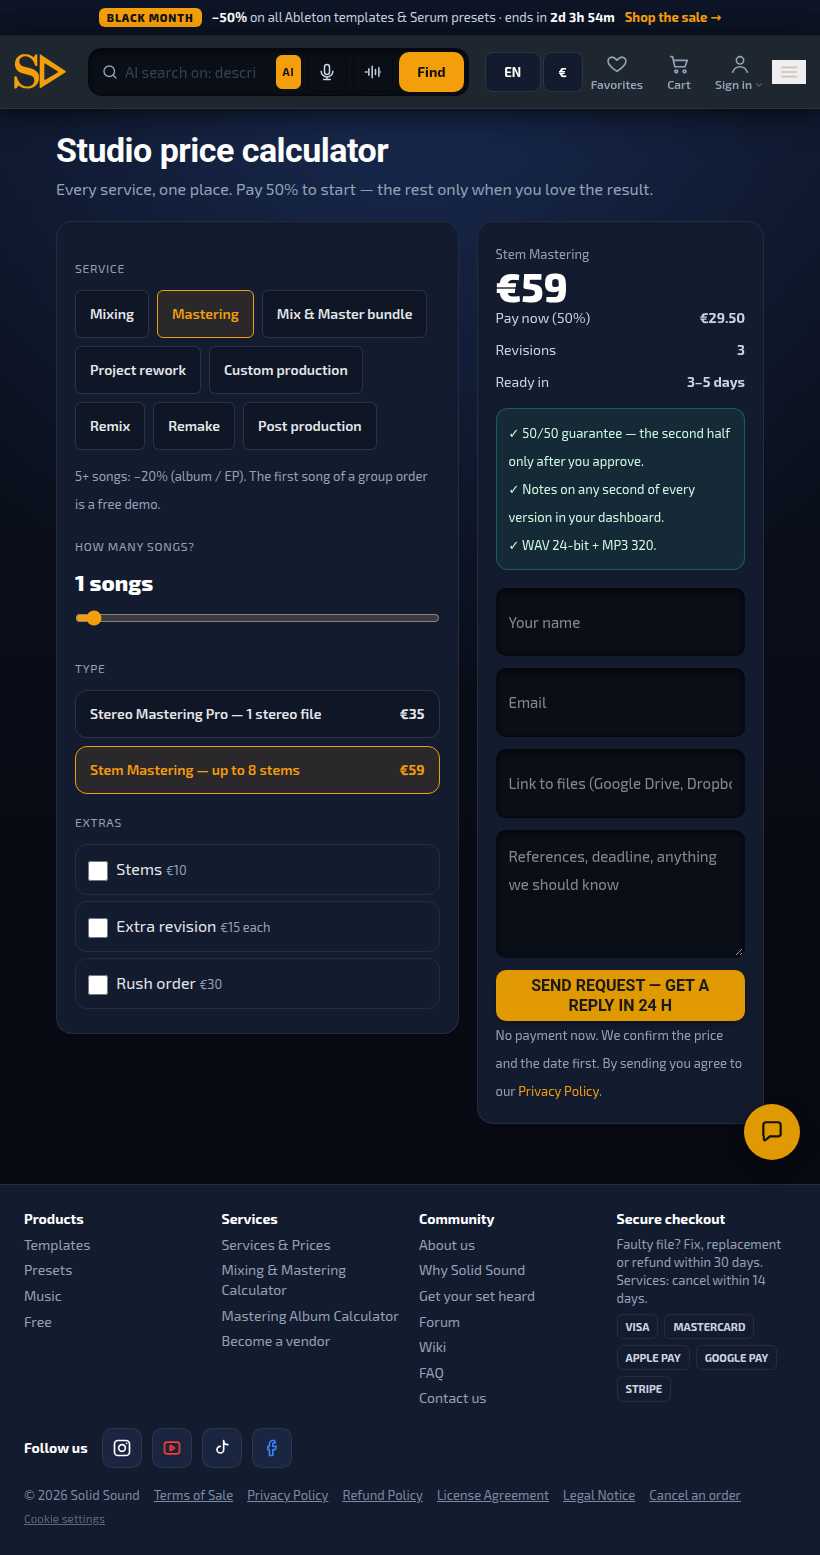 BLACK MONTH −50% on all Ableton templates & Serum presets · ends in 2d 3h 54m Shop the sale →
AI search on: descri AI Find EN € Favorites Cart Sign in
Studio price calculator
Every service, one place. Pay 50% to start — the rest only when you love the result.
SERVICE
Mixing Mastering Mix & Master bundle
Project rework Custom production
Remix Remake Post production
5+ songs: −20% (album / EP). The first song of a group order
is a free demo.
HOW MANY SONGS?
1 songs
TYPE
Stereo Mastering Pro — 1 stereo file €35
Stem Mastering — up to 8 stems €59
EXTRAS
Stems €10
Extra revision €15 each
Rush order €30
Stem Mastering
€59
Pay now (50%) €29.50
Revisions 3
Ready in 3–5 days
✓ 50/50 guarantee — the second half
only after you approve.
✓ Notes on any second of every
version in your dashboard.
✓ WAV 24-bit + MP3 320.
Your name
Email
Link to files (Google Drive, Dropbo
References, deadline, anything
we should know
SEND REQUEST — GET A
REPLY IN 24 H
No payment now. We confirm the price
and the date first. By sending you agree to
our Privacy Policy.
Products
Templates
Presets
Music
Free
Services
Services & Prices
Mixing & Mastering
Calculator
Mastering Album Calculator
Become a vendor
Community
About us
Why Solid Sound
Get your set heard
Forum
Wiki
FAQ
Contact us
Secure checkout
Faulty file? Fix, replacement
or refund within 30 days.
Services: cancel within 14
days.
VISA MASTERCARD
APPLE PAY GOOGLE PAY
STRIPE
Follow us
© 2026 Solid Sound Terms of Sale Privacy Policy Refund Policy License Agreement Legal Notice Cancel an order
Cookie settings